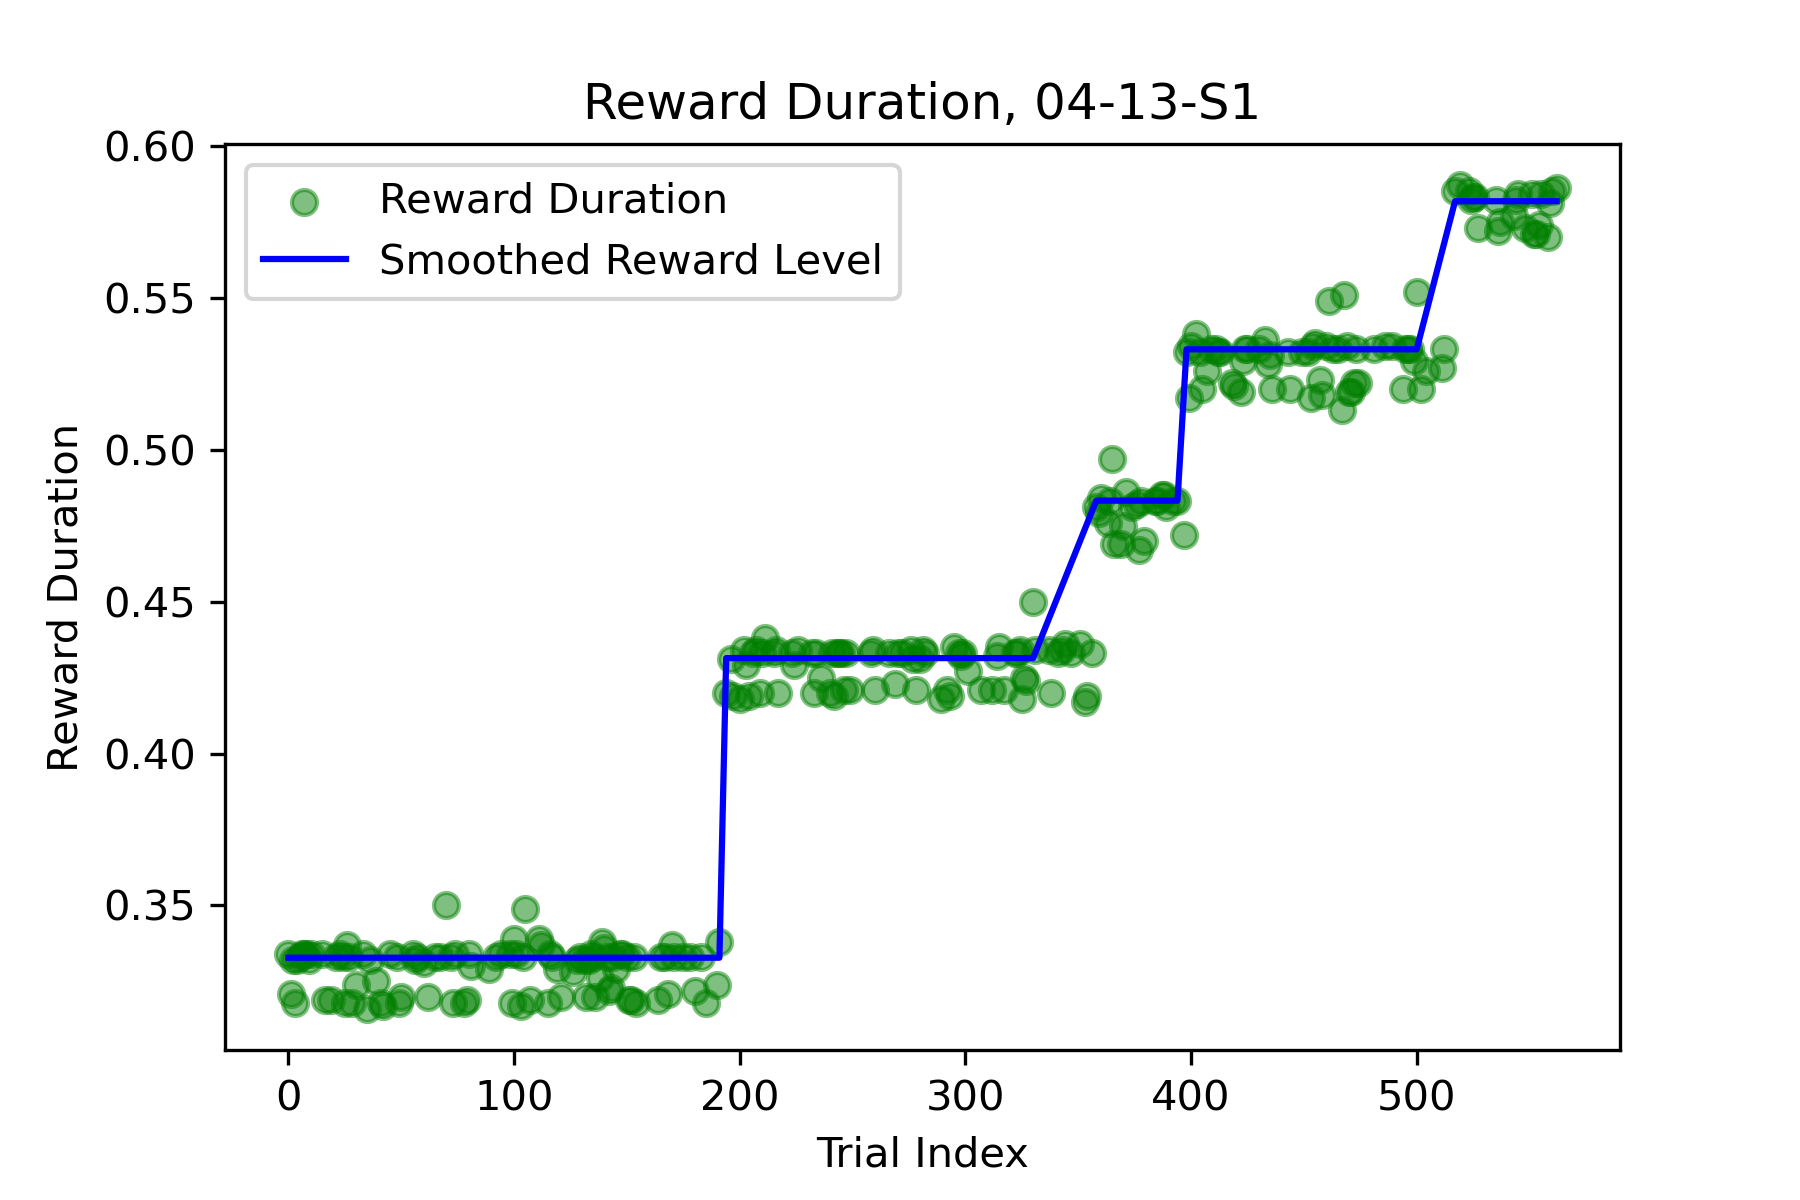 Reward Duration, 04-13-S1
Reward Duration
Smoothed Reward Level
0.60
0.55
0.50
0.45
0.40
0.35
Reward Duration
0 100 200 300 400 500
Trial Index